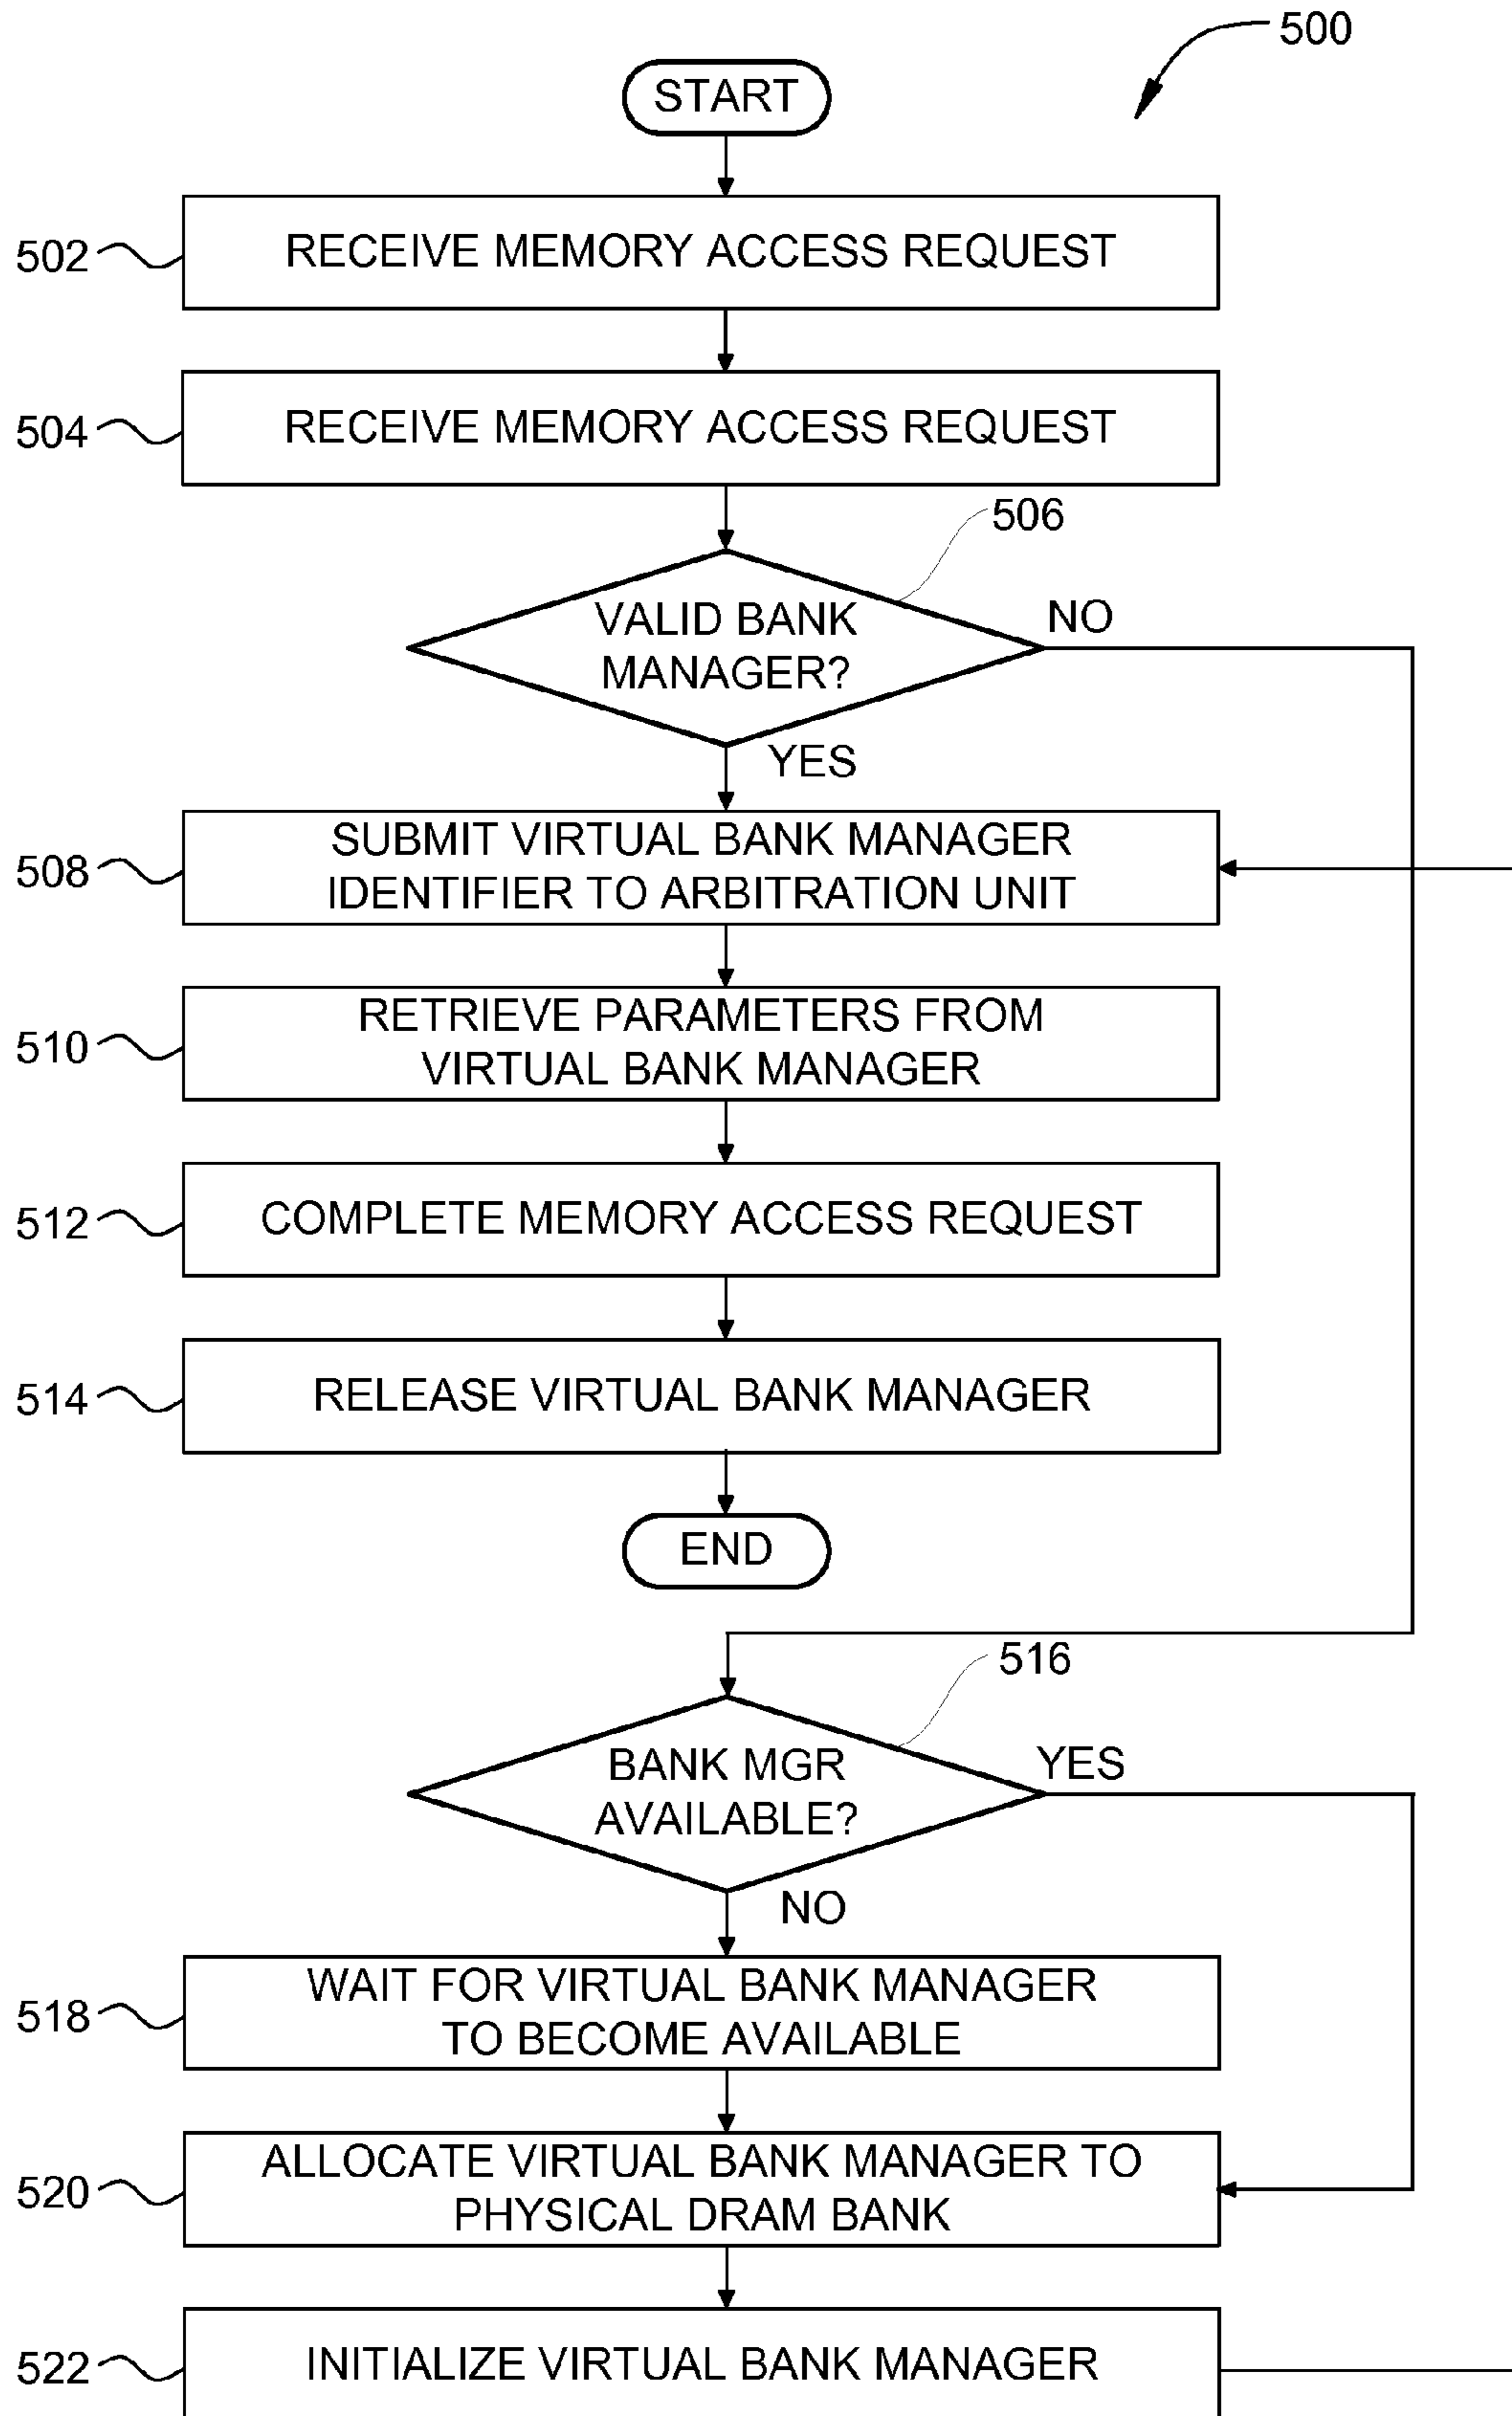 500
START
502
RECEIVE MEMORY ACCESS REQUEST
504
RECEIVE MEMORY ACCESS REQUEST
506
VALID BANK
MANAGER?
NO
YES
508
SUBMIT VIRTUAL BANK MANAGER
IDENTIFIER TO ARBITRATION UNIT
510
RETRIEVE PARAMETERS FROM
VIRTUAL BANK MANAGER
512
COMPLETE MEMORY ACCESS REQUEST
514
RELEASE VIRTUAL BANK MANAGER
END
516
BANK MGR
AVAILABLE?
YES
NO
518
WAIT FOR VIRTUAL BANK MANAGER
TO BECOME AVAILABLE
520
ALLOCATE VIRTUAL BANK MANAGER TO
PHYSICAL DRAM BANK
522
INITIALIZE VIRTUAL BANK MANAGER